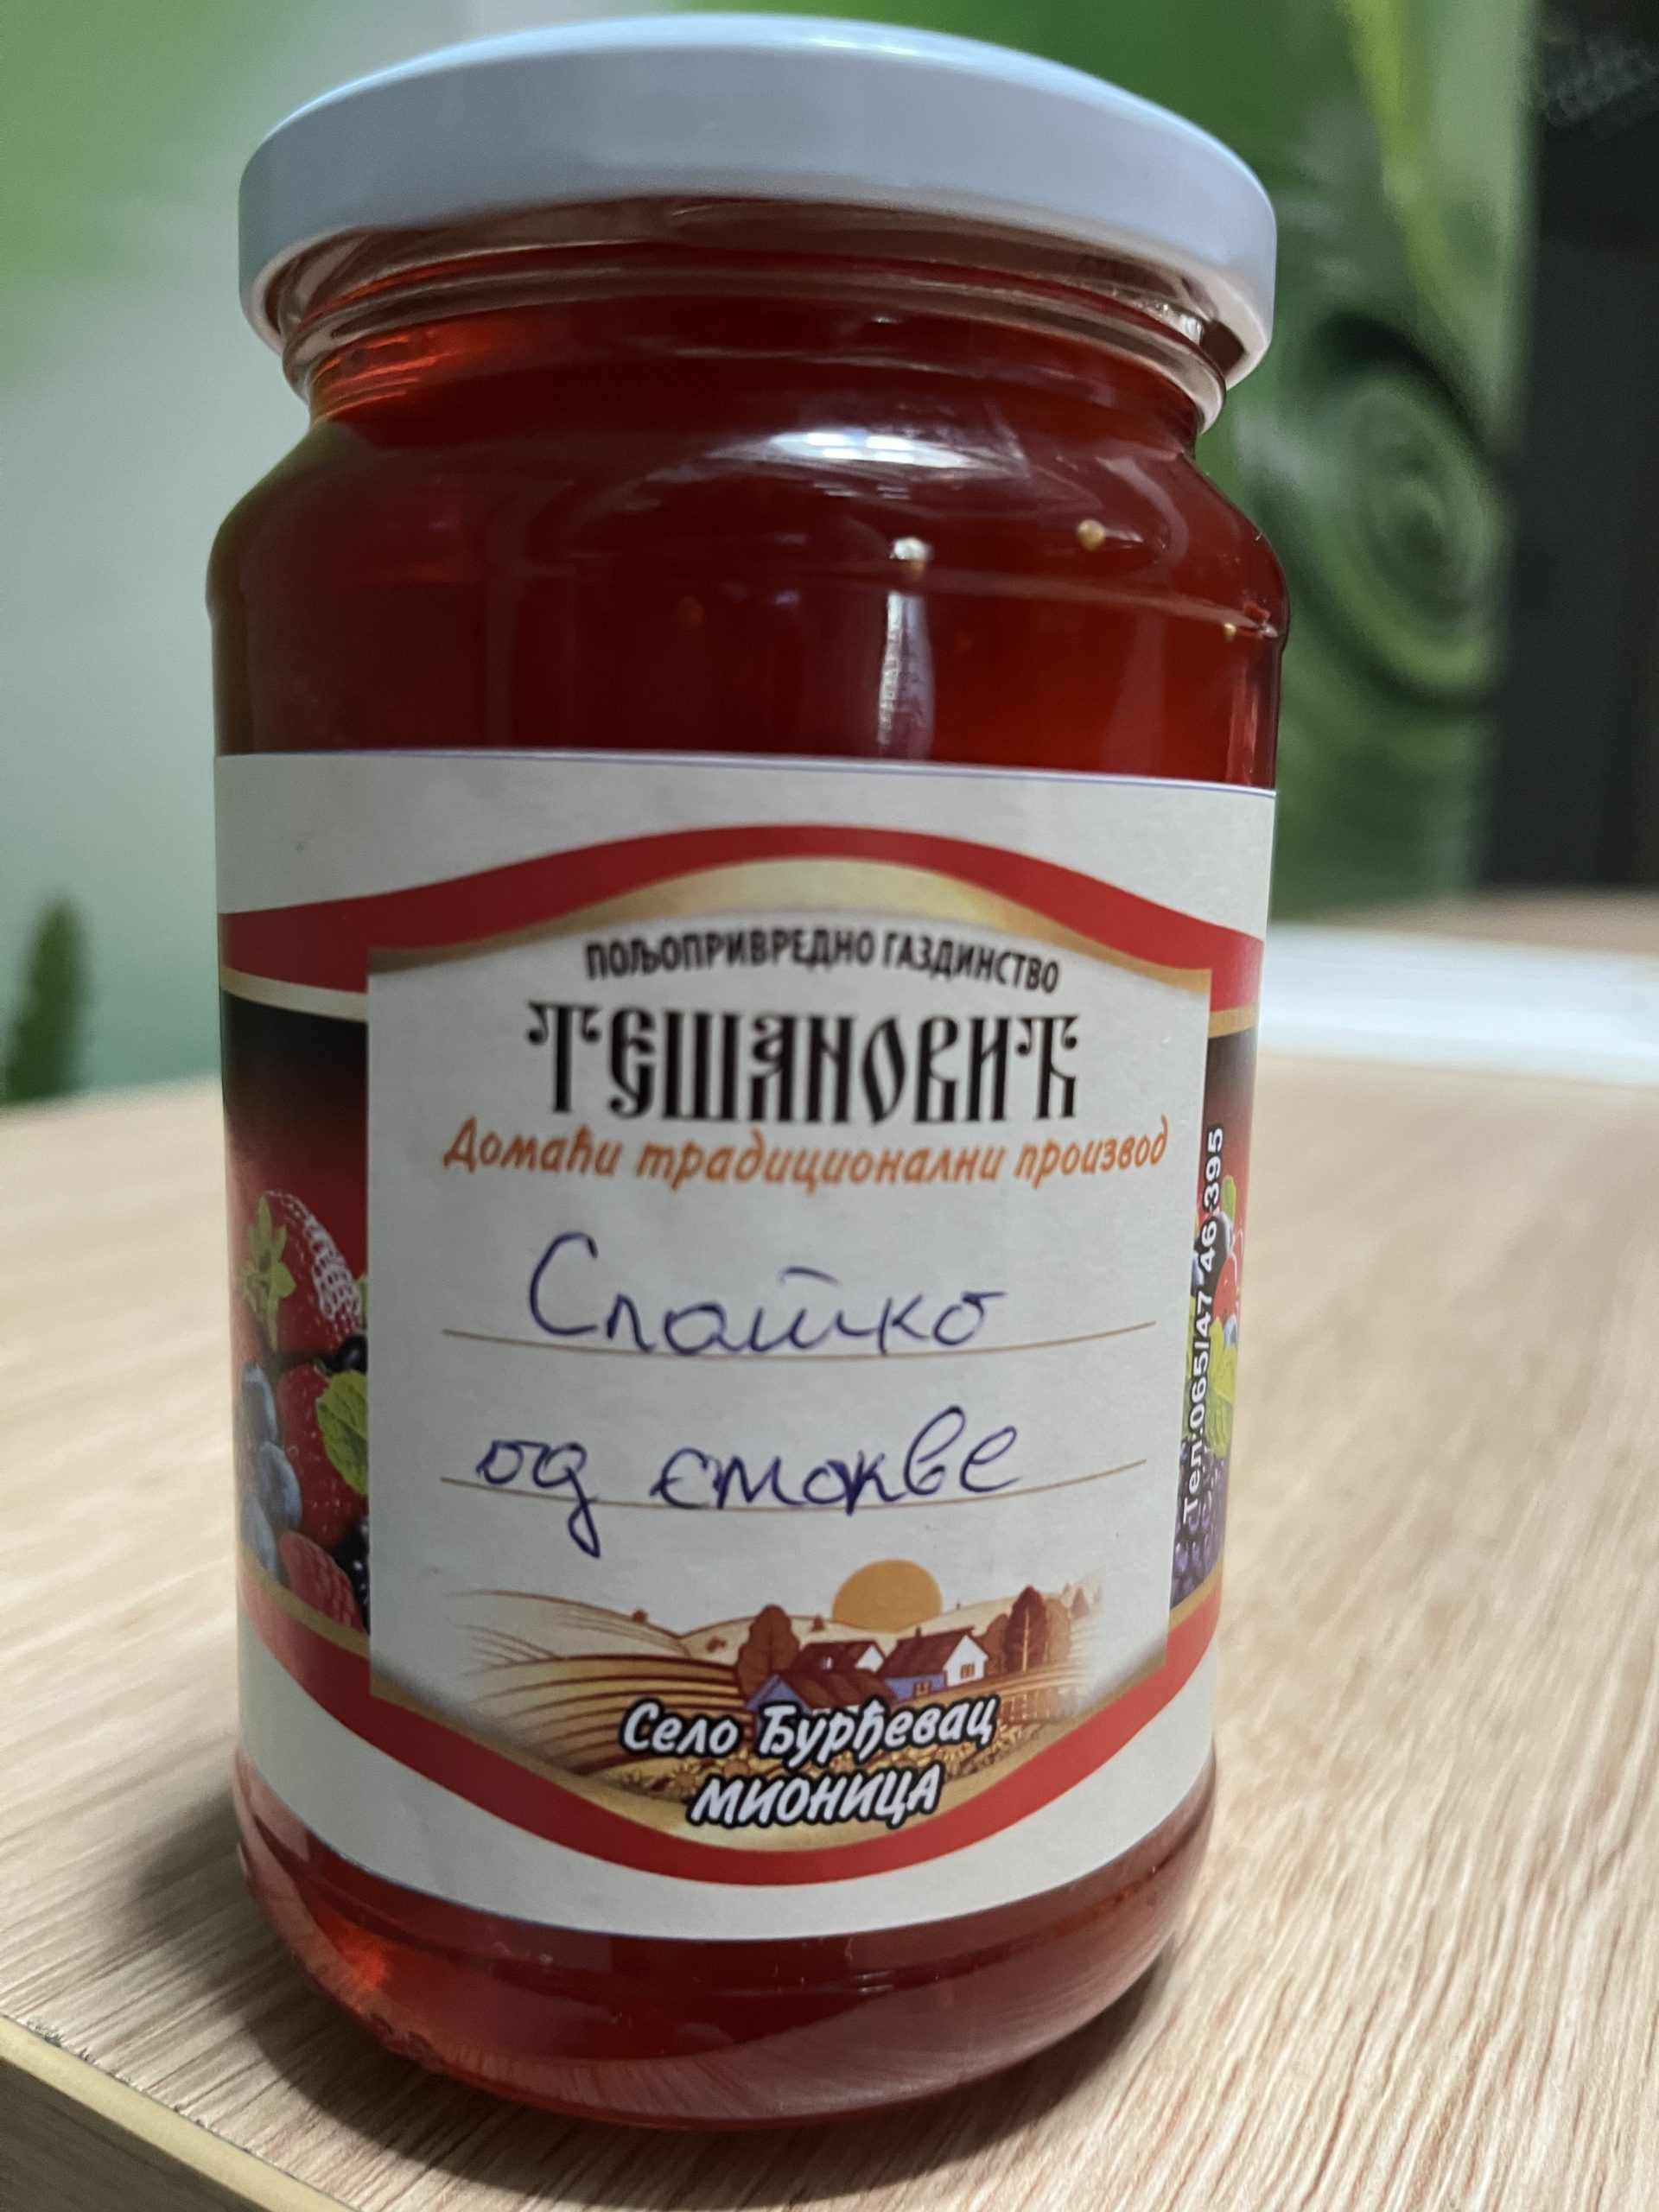 ПОЉОПРИВРЕДНО ГАЗДИНСТВО
ТЕШАНОВИЋ
Домаћи традиционални производ
Слатко
од смокве
Село Ђурђевац
МИОНИЦА
Тел:065/47 46 395